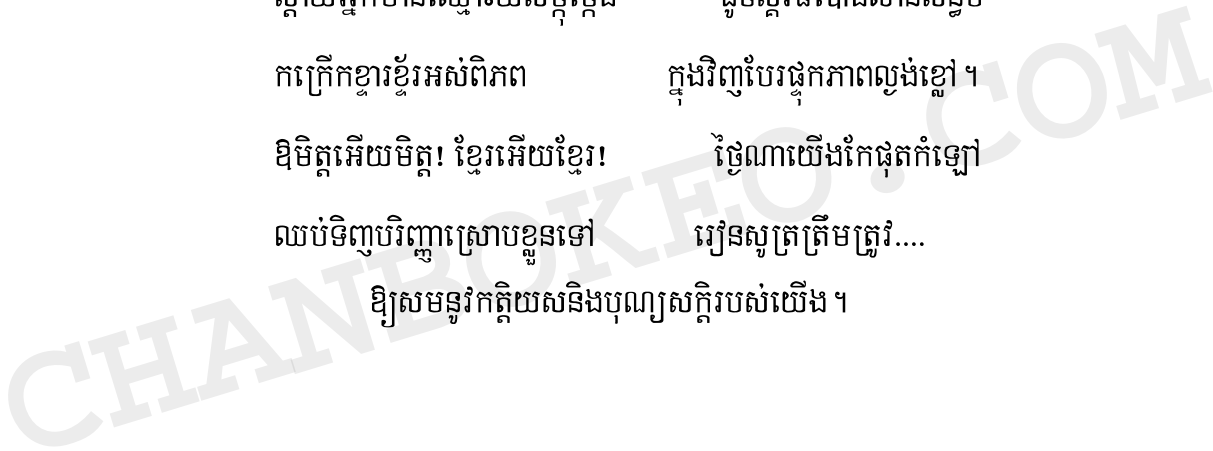 កក្រើកខ្ទារខ្ទ័រអស់ពិភព ក្នុងវិញបែរផ្ទុកភាពល្ងង់ខ្លៅ។
ឱមិត្តអើយមិត្ត! ខ្មែរអើយខ្មែរ! ថ្ងៃណាយើងកែផុតកំឡៅ
ឈប់ទិញបរិញ្ញាស្រោបខ្លួនទៅ រៀនសូត្រត្រឹមត្រូវ....
ឱ្យសមនូវកត្តិយសនិងបុណ្យសក្តិរបស់យើង។
CHANBOKEO.COM